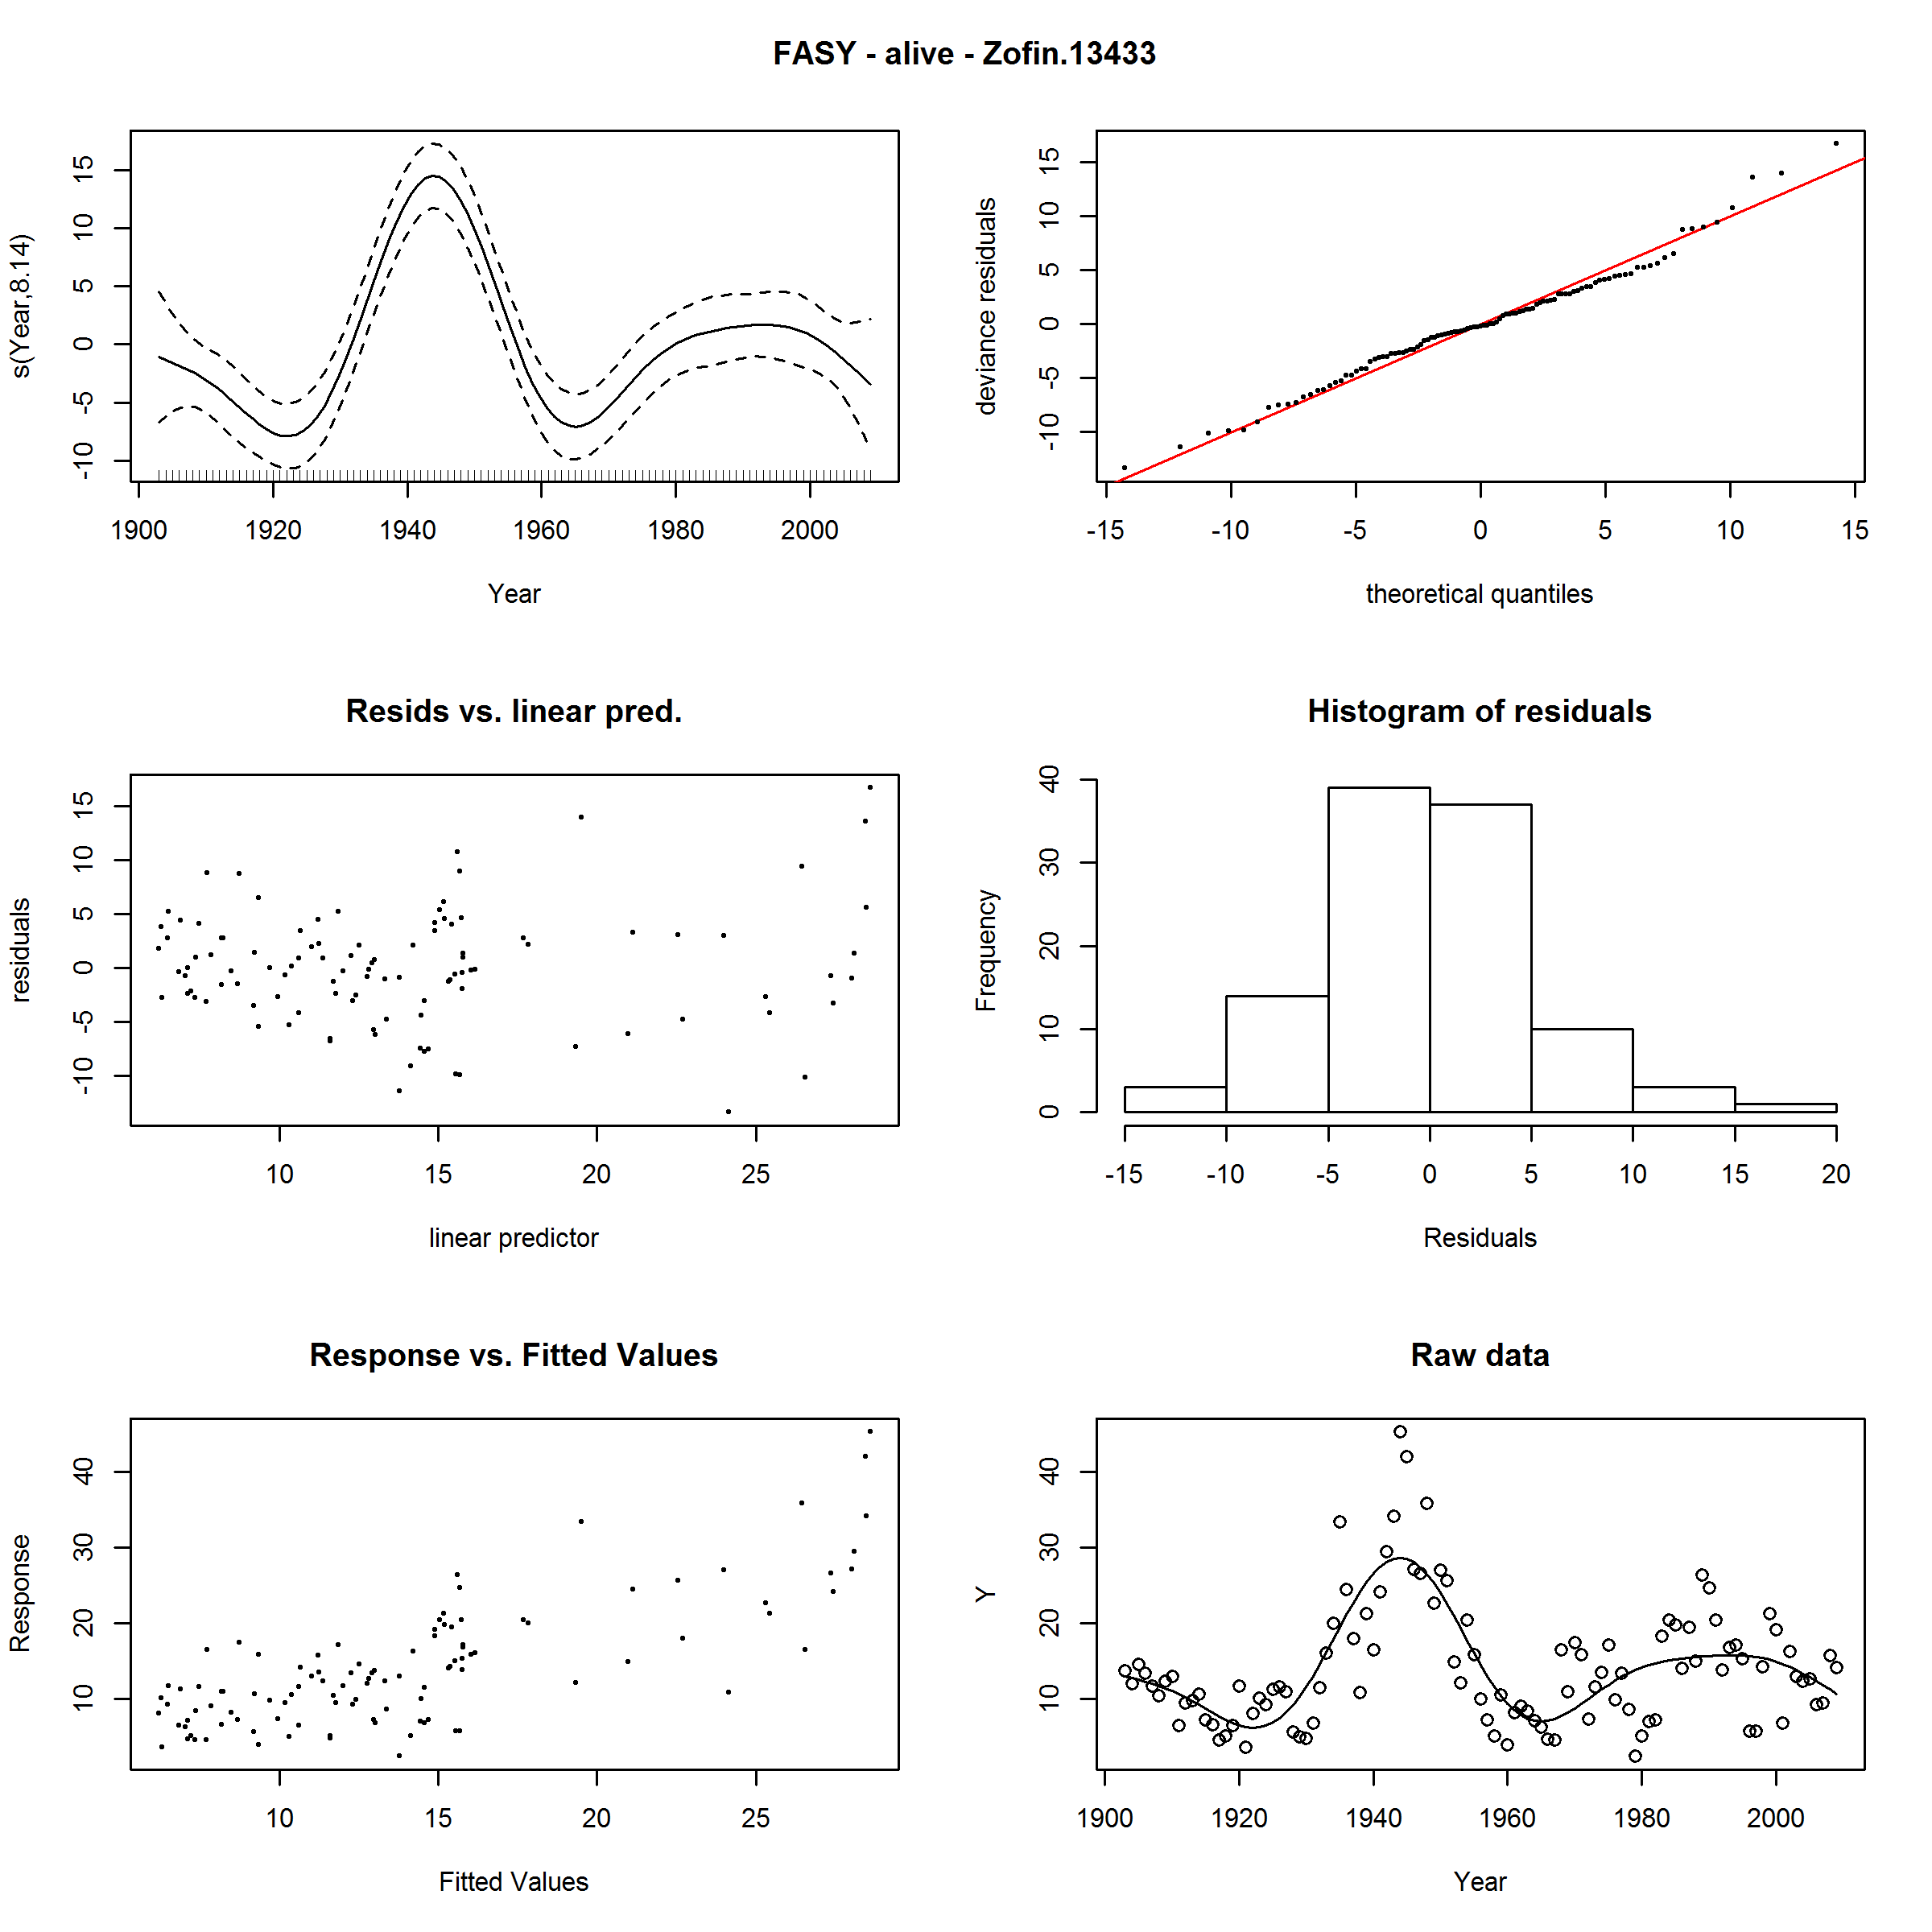 FASY - alive - Zofin.13433
s(Year,8.14)
15
10
5
0
-5
-10
1900 1920 1940 1960 1980 2000
Year
deviance residuals
15
10
5
0
-5
-10
-15 -10 -5 0 5 10 15
theoretical quantiles
Resids vs. linear pred.
residuals
15
10
5
0
-5
-10
10 15 20 25
linear predictor
Histogram of residuals
Frequency
40
30
20
10
0
-15 -10 -5 0 5 10 15 20
Residuals
Response vs. Fitted Values
Response
40
30
20
10
10 15 20 25
Fitted Values
Raw data
Y
40
30
20
10
1900 1920 1940 1960 1980 2000
Year